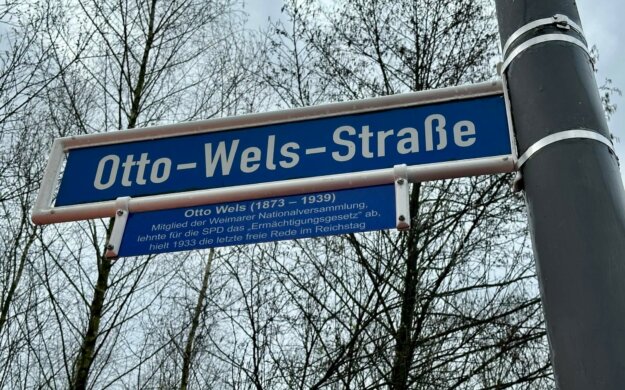 Otto-Wels-Straße
Otto Wels (1873 – 1939)
Mitglied der Weimarer Nationalversammlung,
lehnte für die SPD das „Ermächtigungsgesetz" ab,
hielt 1933 die letzte freie Rede im Reichstag